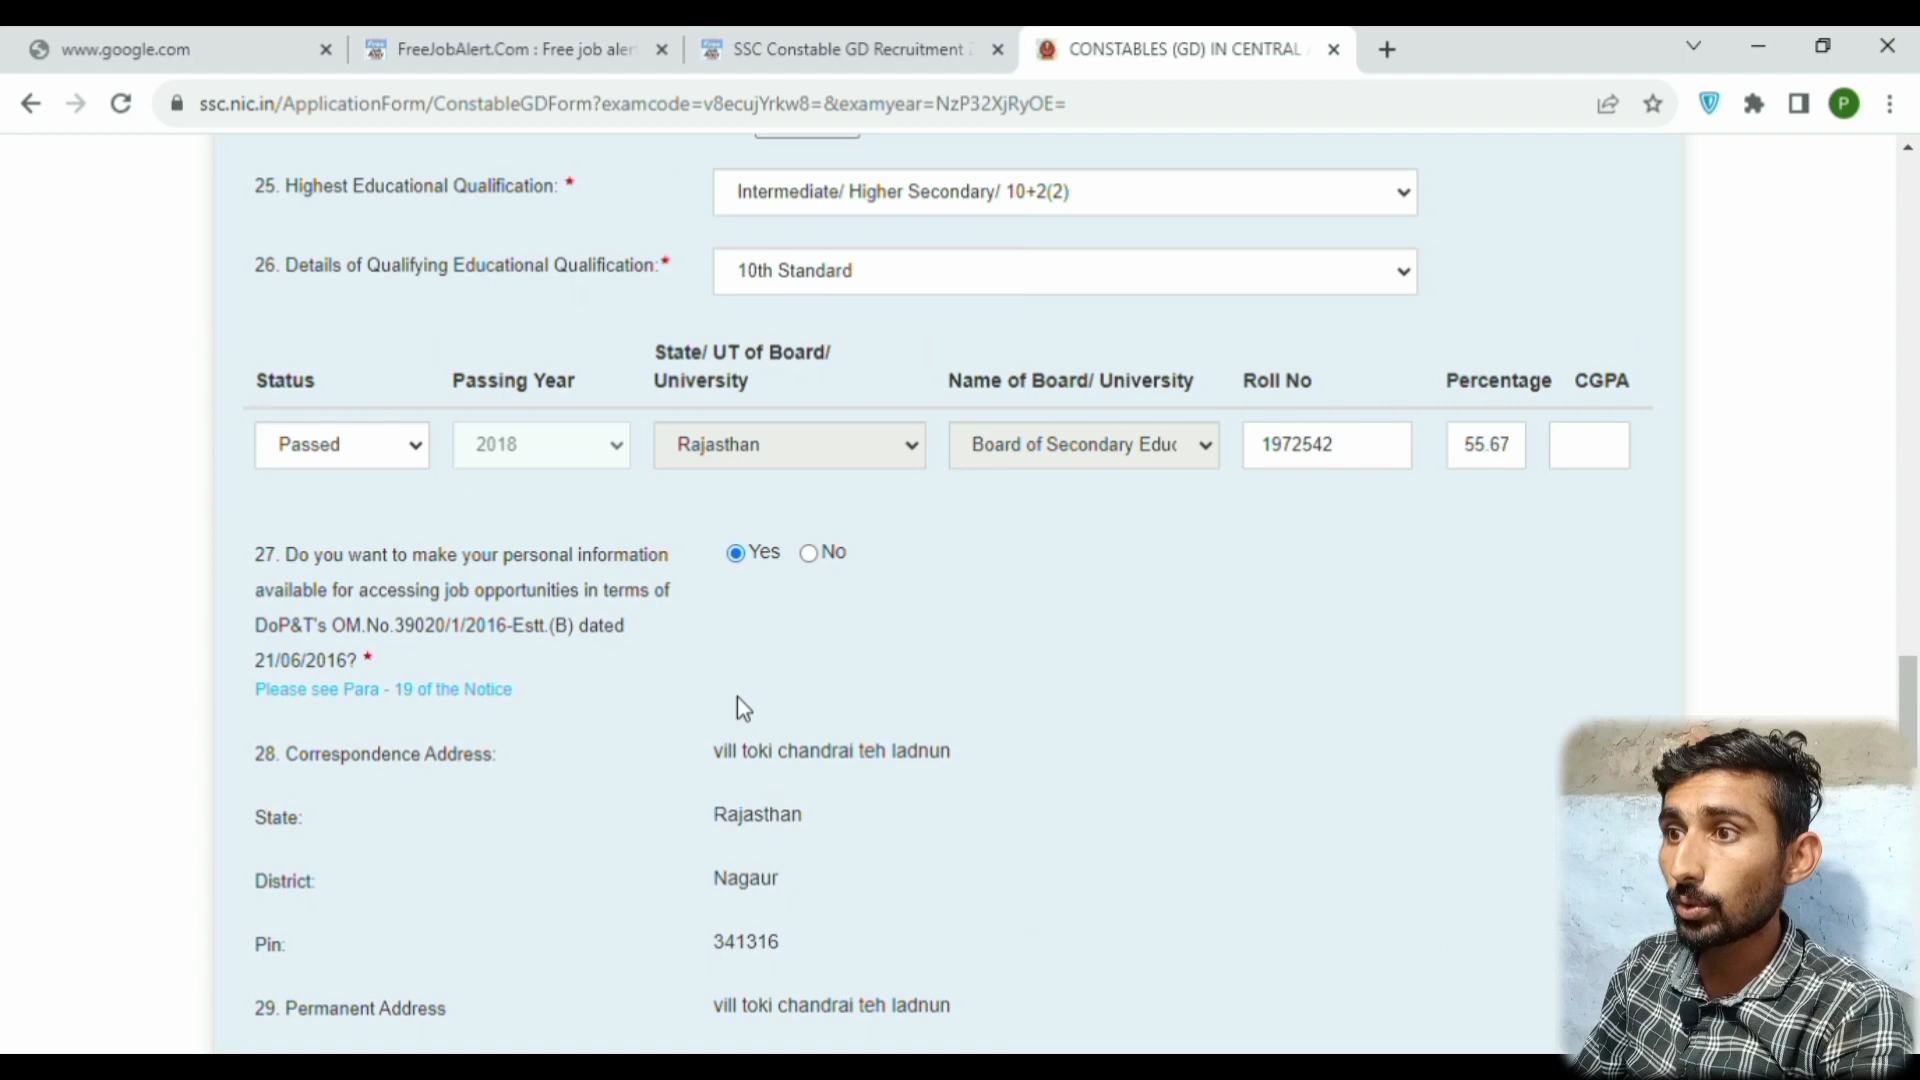 www.google.com
FreeJobAlert.Com : Free job aler
SSC Constable GD Recruitment
CONSTABLES (GD) IN CENTRAL
ssc.nic.in/ApplicationForm/ConstableGDForm?examcode=v8ecujYrkw8=&examyear=NzP32XjRyOE=
P
25. Highest Educational Qualification: *
Intermediate/ Higher Secondary/ 10+2(2)
26. Details of Qualifying Educational Qualification:*
10th Standard
Status
Passing Year
State/ UT of Board/
University
Name of Board/ University
Roll No
Percentage
CGPA
Passed
2018
Rajasthan
Board of Secondary Educ
1972542
55.67
27. Do you want to make your personal information
available for accessing job opportunities in terms of
DoP&T's OM.No.39020/1/2016-Estt.(B) dated
21/06/2016? *
Yes
No
Please see Para - 19 of the Notice
28. Correspondence Address:
vill toki chandrai teh ladnun
State:
Rajasthan
District:
Nagaur
Pin:
341316
29. Permanent Address
vill toki chandrai teh ladnun